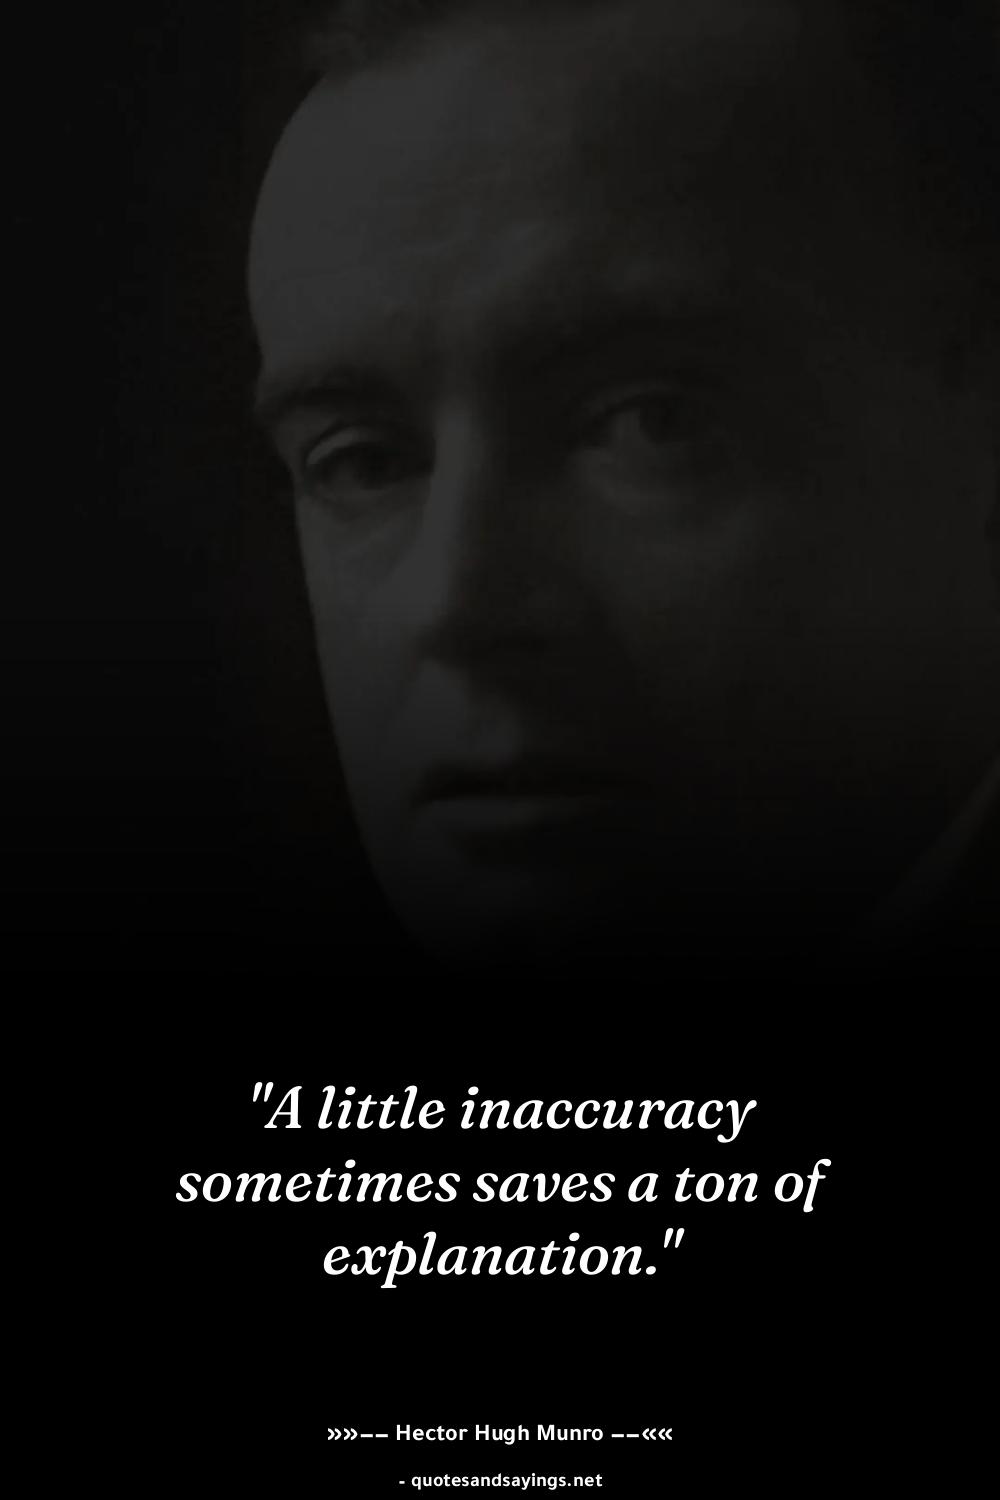 "A little inaccuracy
sometimes saves a ton of
explanation."
»»–– Hector Hugh Munro ––««
- quotesandsayings.net